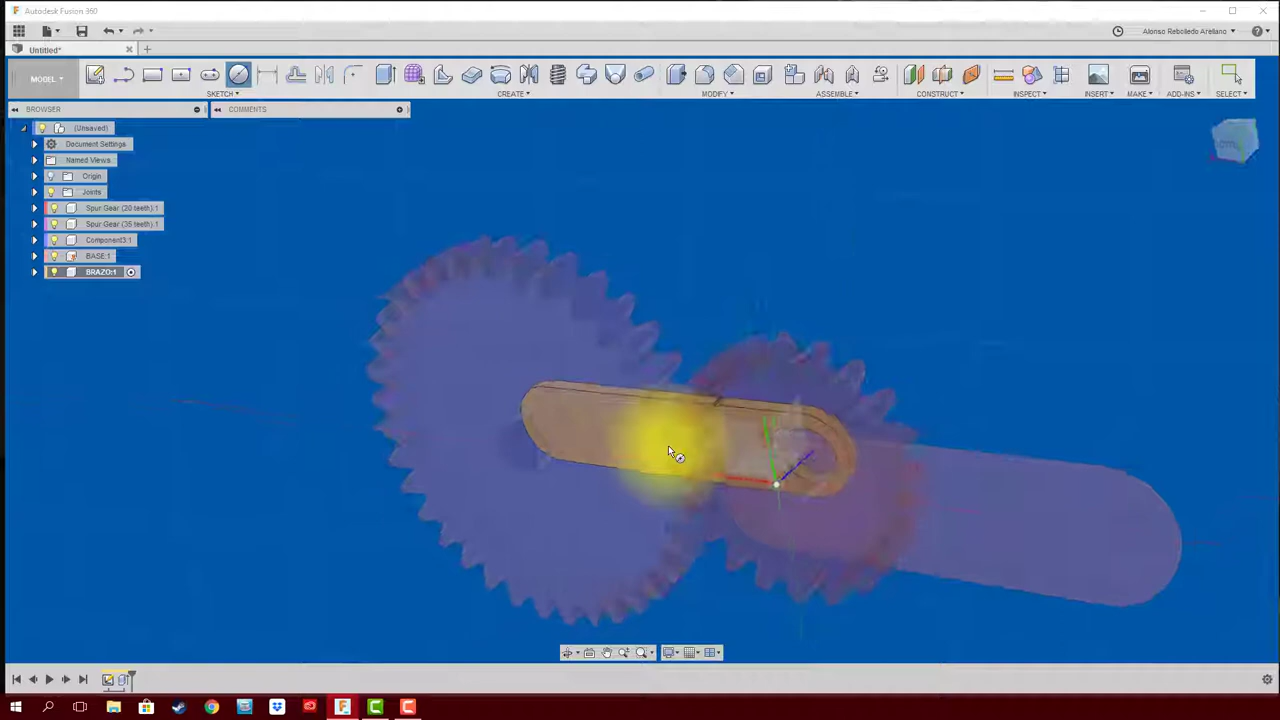 Autodesk Fusion 360
Alonso Rebolledo Arellano
Untitled*
MODEL
SKETCH
CREATE
MODIFY
ASSEMBLE
CONSTRUCT
INSPECT
INSERT
MAKE
ADD-INS
SELECT
BROWSER
COMMENTS
(Unsaved)
Document Settings
Named Views
Origin
Joints
Spur Gear (20 teeth):1
Spur Gear (35 teeth):1
Component3:1
BASE:1
BRAZO:1